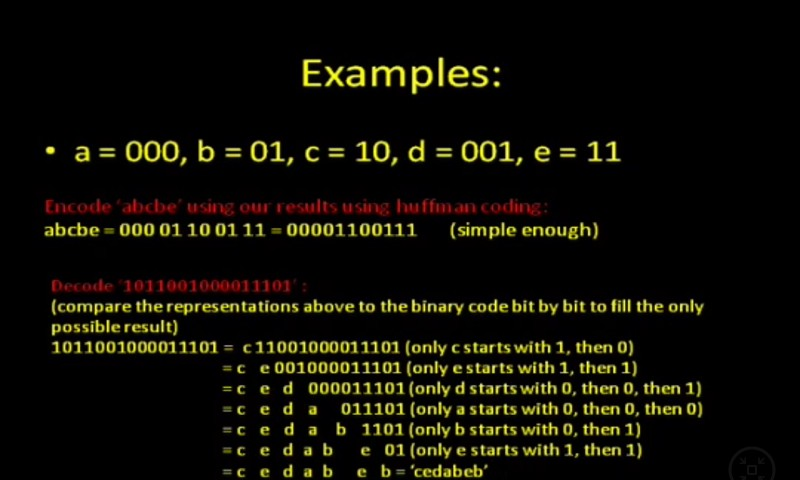 Examples:
• a = 000, b = 01, c = 10, d = 001, e = 11
Encode 'abcbe' using our results using huffman coding:
abcbe = 000 01 10 01 11 = 00001100111 (simple enough)
Decode '1011001000011101' :
(compare the representations above to the binary code bit by bit to fill the only
possible result)
1011001000011101 = c 11001000011101 (only c starts with 1, then 0)
= c e 001000011101 (only e starts with 1, then 1)
= c e d 000011101 (only d starts with 0, then 0, then 1)
= c e d a 011101 (only a starts with 0, then 0, then 0)
= c e d a b 1101 (only b starts with 0, then 1)
= c e d a b e 01 (only e starts with 1, then 1)
= c e d a b e b = 'cedabeb'